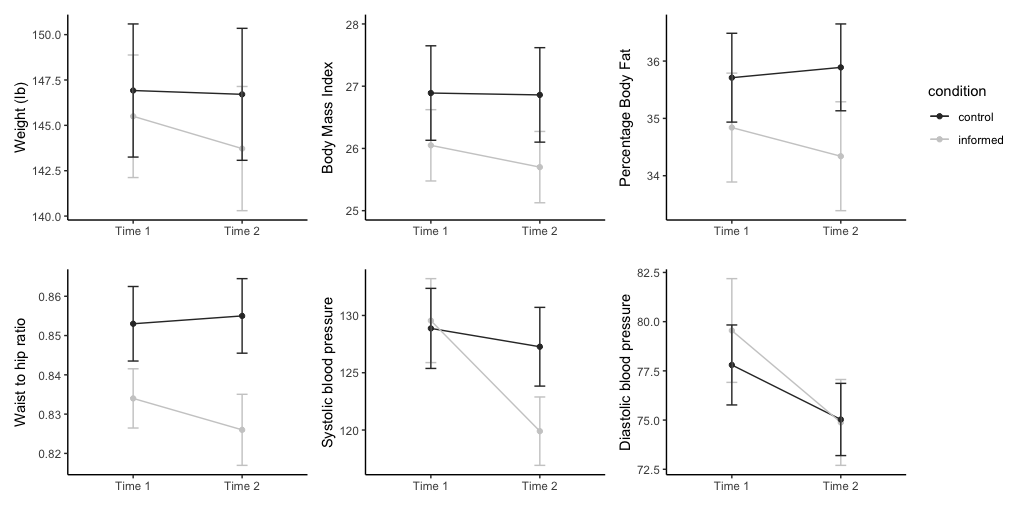 Weight (lb)
150.0
147.5
145.0
142.5
140.0
Time 1
Time 2
Body Mass Index
28
27
26
25
Time 1
Time 2
Percentage Body Fat
36
35
34
Time 1
Time 2
condition
control
informed
Waist to hip ratio
0.86
0.85
0.84
0.83
0.82
Time 1
Time 2
Systolic blood pressure
130
125
120
Time 1
Time 2
Diastolic blood pressure
82.5
80.0
77.5
75.0
72.5
Time 1
Time 2